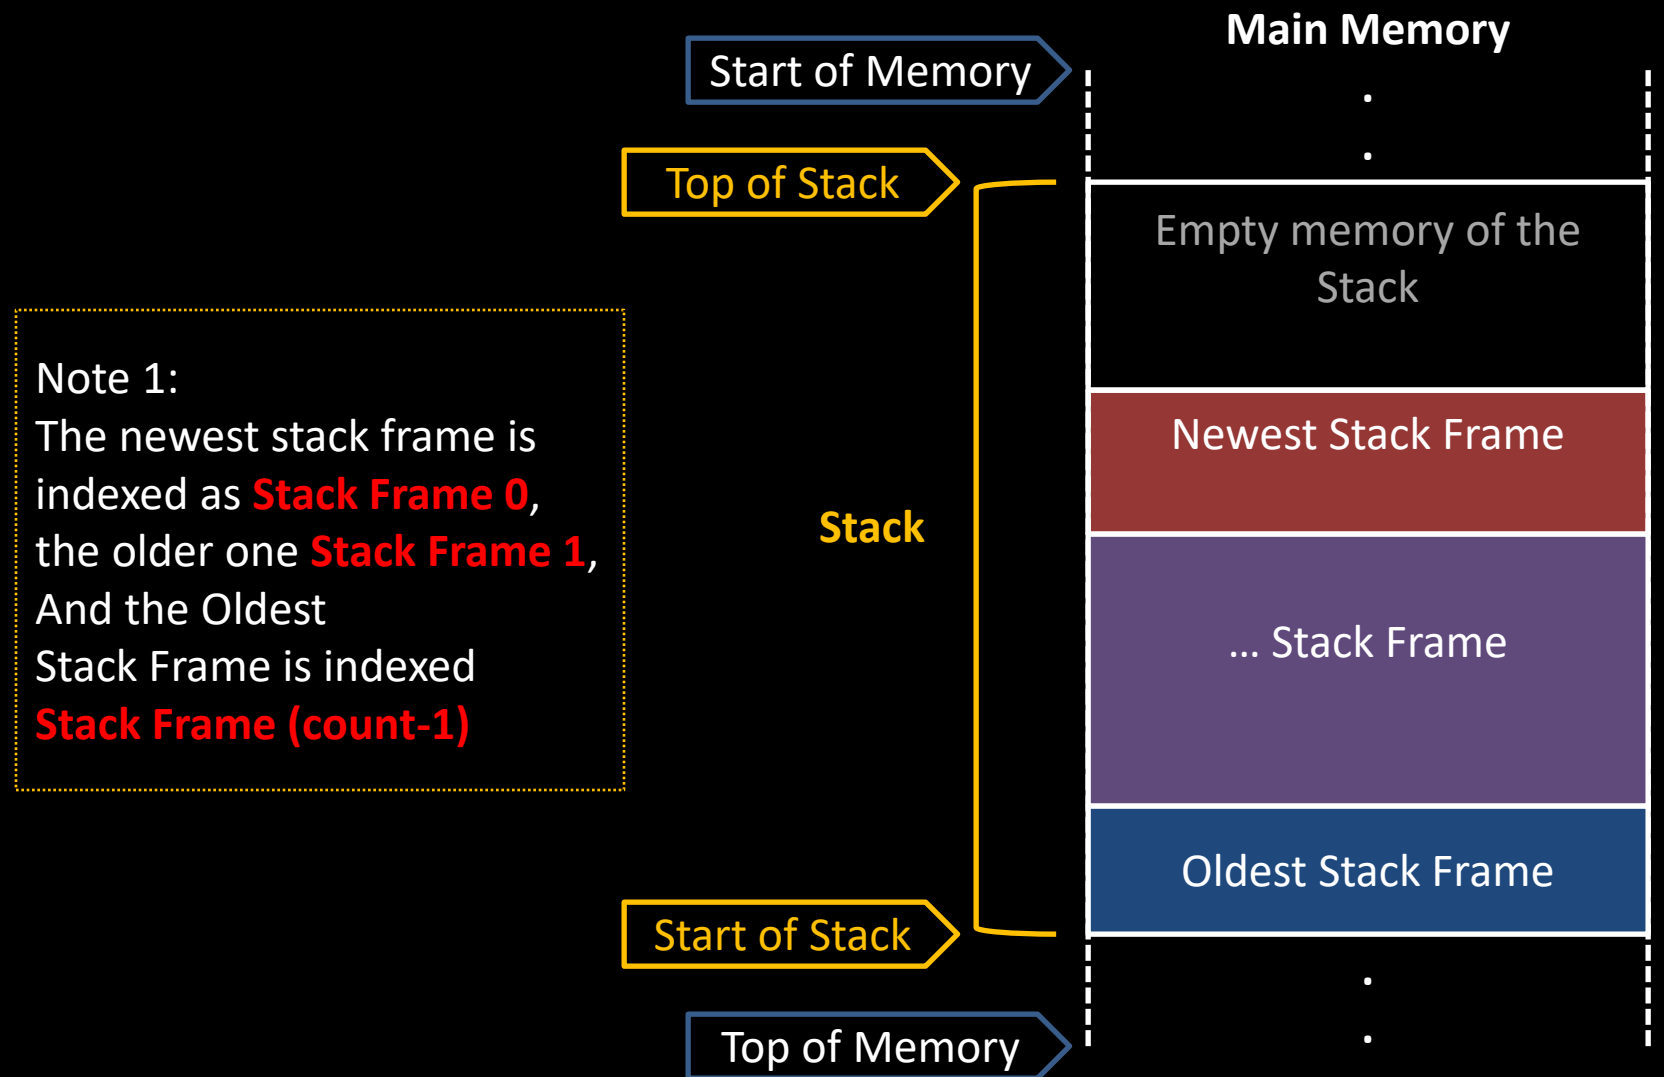 Main Memory
Start of Memory
.
.
Top of Stack
Empty memory of the
Stack
Note 1:
The newest stack frame is
indexed as Stack Frame 0,
the older one Stack Frame 1,
And the Oldest
Stack Frame is indexed
Stack Frame (count-1)
Newest Stack Frame
Stack
... Stack Frame
Oldest Stack Frame
Start of Stack
.
.
Top of Memory